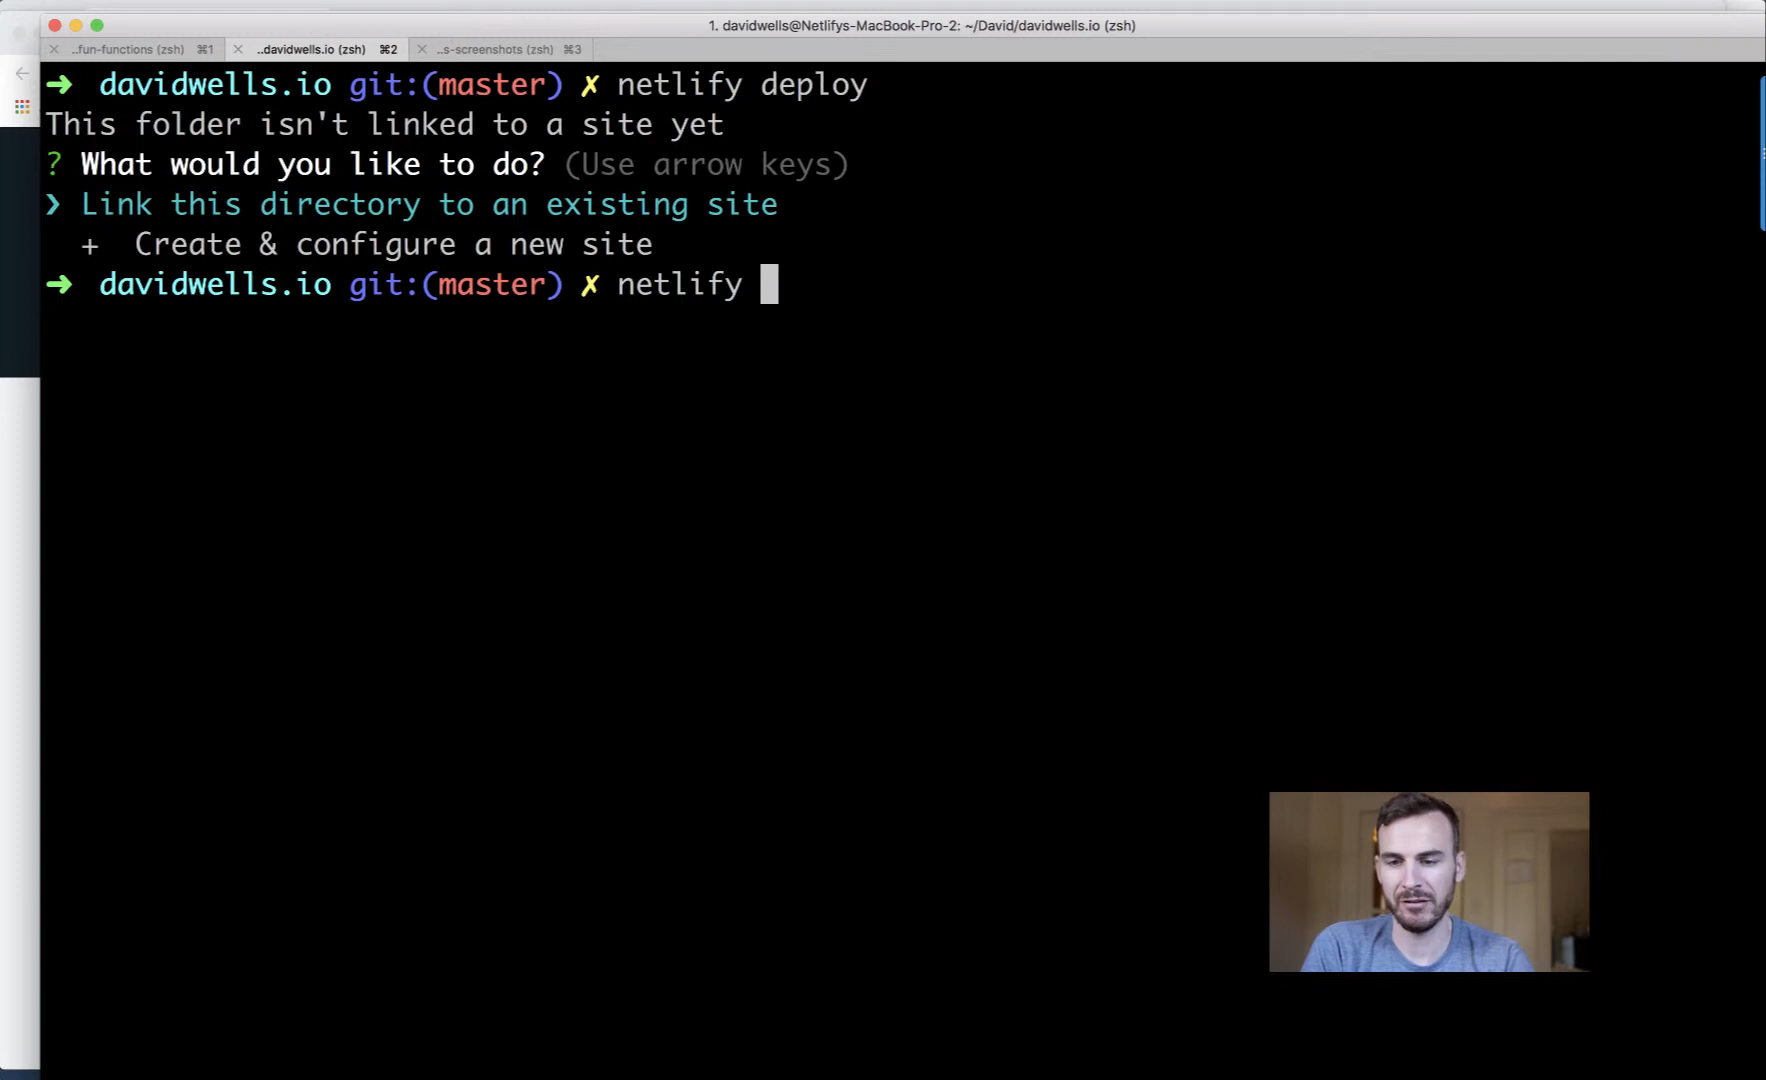 1. davidwells@Netlifys-MacBook-Pro-2: ~/David/davidwells.io (zsh)
..fun-functions (zsh) ⌘1 ..davidwells.io (zsh) ⌘2 ..s-screenshots (zsh) ⌘3
➜ davidwells.io git:(master) ✗ netlify deploy
This folder isn't linked to a site yet
? What would you like to do? (Use arrow keys)
❯ Link this directory to an existing site
+ Create & configure a new site
➜ davidwells.io git:(master) ✗ netlify